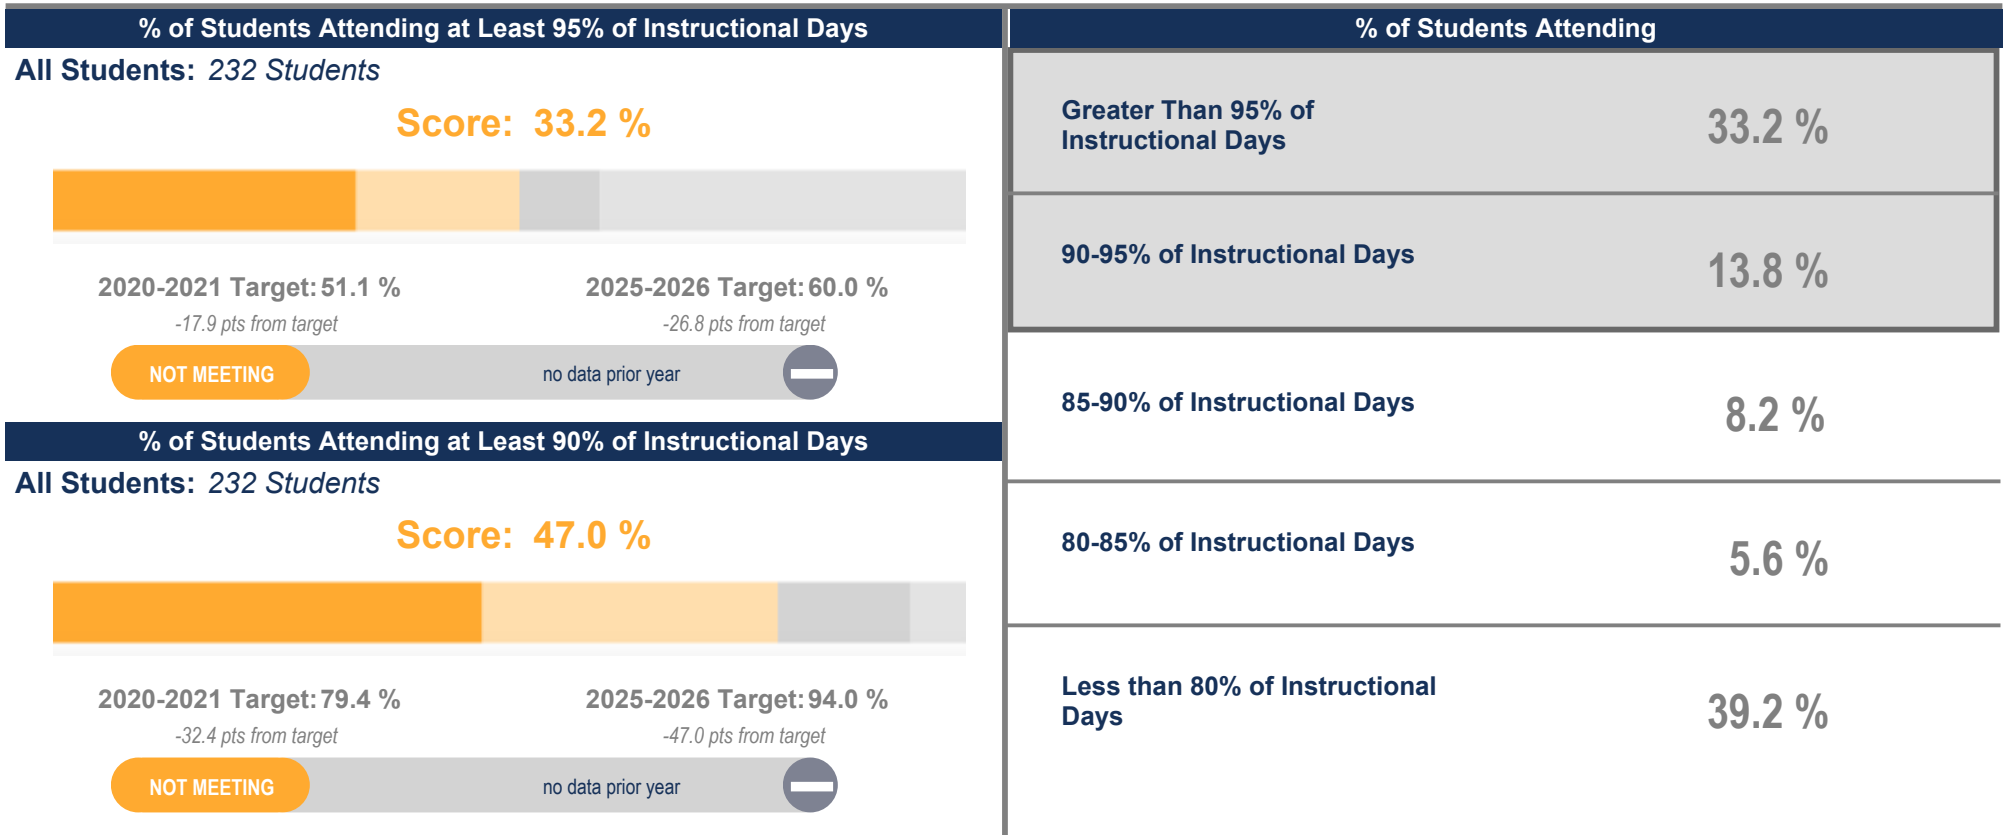 % of Students Attending at Least 95% of Instructional Days
All Students: 232 Students
Score: 33.2 %
2020-2021 Target: 51.1 %
-17.9 pts from target
2025-2026 Target: 60.0 %
-26.8 pts from target
NOT MEETING
no data prior year
% of Students Attending at Least 90% of Instructional Days
All Students: 232 Students
Score: 47.0 %
2020-2021 Target: 79.4 %
-32.4 pts from target
2025-2026 Target: 94.0 %
-47.0 pts from target
NOT MEETING
no data prior year
% of Students Attending
Greater Than 95% of
Instructional Days
33.2 %
90-95% of Instructional Days
13.8 %
85-90% of Instructional Days
8.2 %
80-85% of Instructional Days
5.6 %
Less than 80% of Instructional
Days
39.2 %